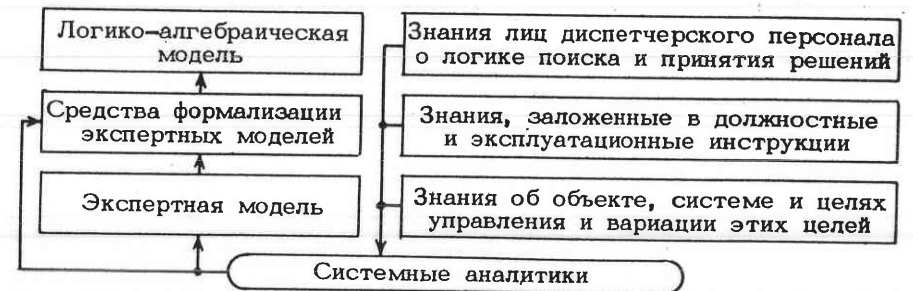 Логико-алгебраическая
модель
Средства формализации
экспертных моделей
Экспертная модель
Знания лиц диспетчерского персонала
о логике поиска и принятия решений
Знания, заложенные в должностные
и эксплуатационные инструкции
Знания об объекте, системе и целях
управления и вариации этих целей
Системные аналитики